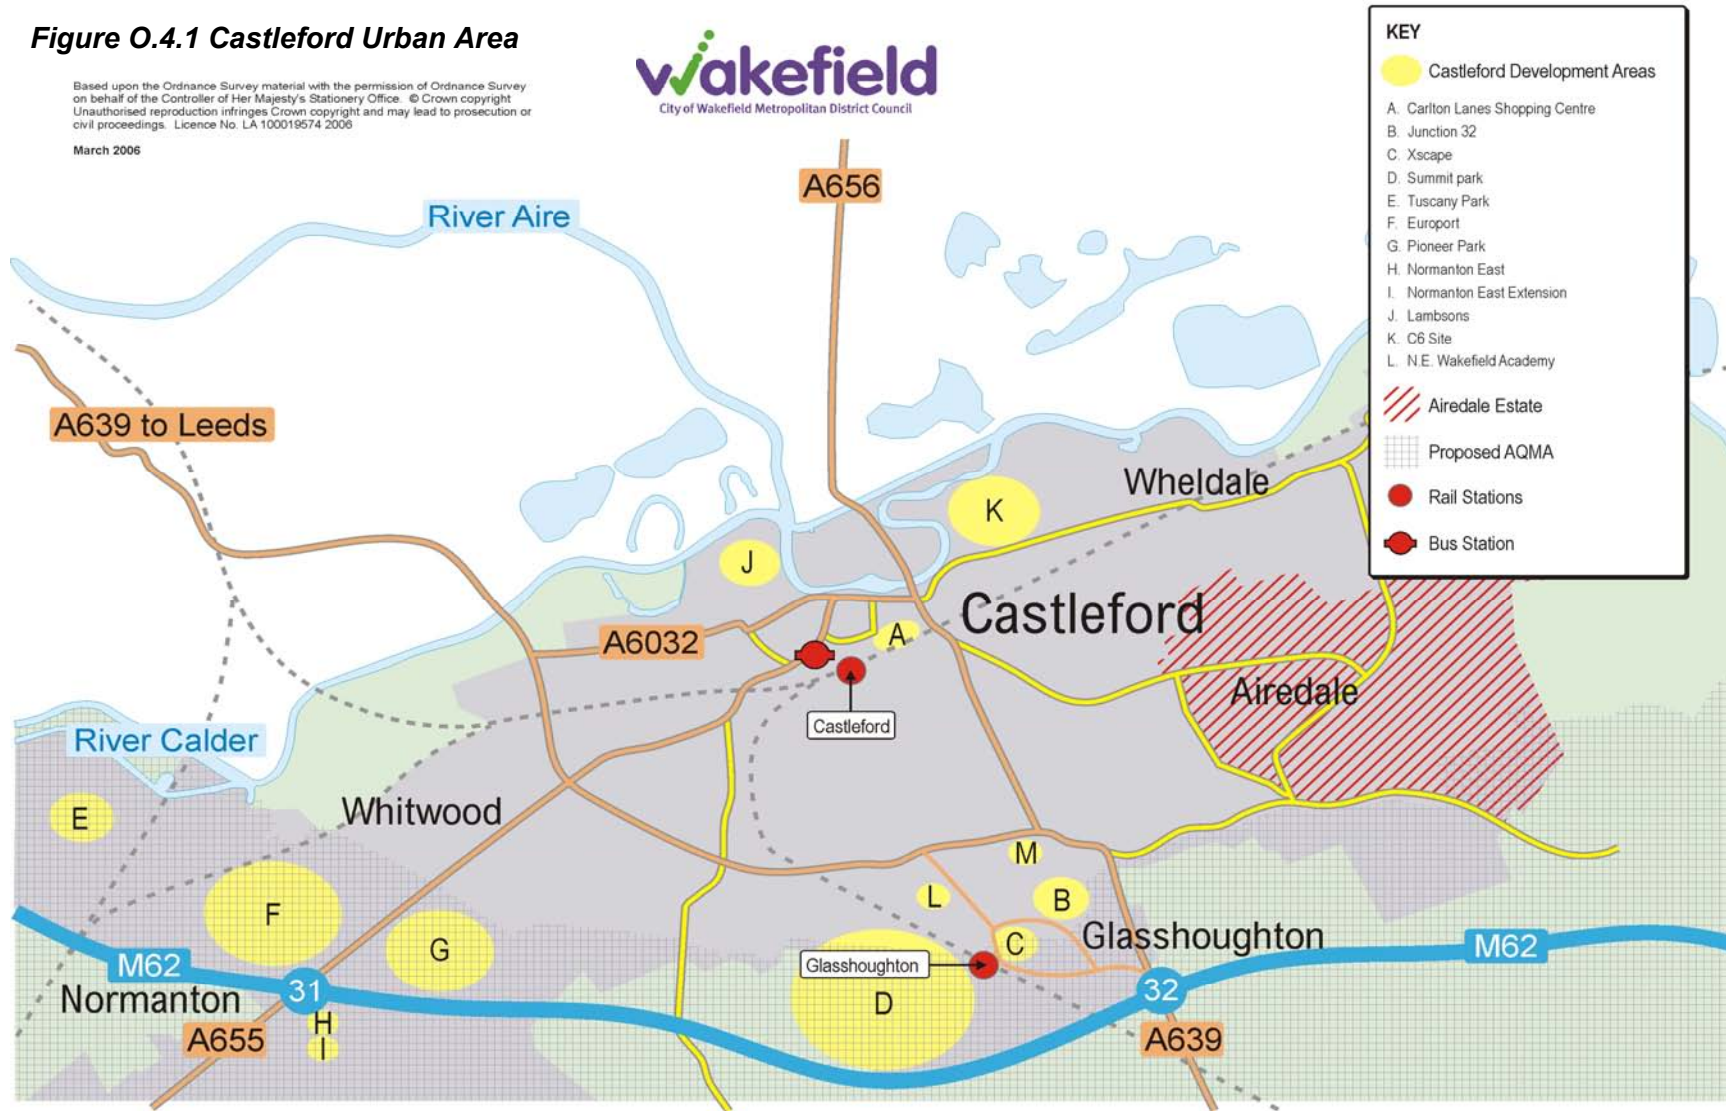 Figure O.4.1 Castleford Urban Area
Based upon the Ordnance Survey material with the permission of Ordnance Survey
on behalf of the Controller of Her Majesty's Stationery Office. © Crown copyright
Unauthorised reproduction infringes Crown copyright and may lead to prosecution or
civil proceedings. Licence No. LA 100019574 2006
March 2006
wakefield
City of Wakefield Metropolitan District Council
KEY
Castleford Development Areas
A. Carlton Lanes Shopping Centre
B. Junction 32
C. Xscape
D. Summit park
E. Tuscany Park
F. Europort
G. Pioneer Park
H. Normanton East
I. Normanton East Extension
J. Lambsons
K. C6 Site
L. N.E. Wakefield Academy
Airedale Estate
Proposed AQMA
Rail Stations
Bus Station
A656
River Aire
A639 to Leeds
Wheldale
K
J
Castleford
A6032
A
Airedale
Castleford
River Calder
Whitwood
E
M
L
B
F
G
C
Glasshoughton
M62
M62
Glasshoughton
D
Normanton
31
32
H
A655
I
A639